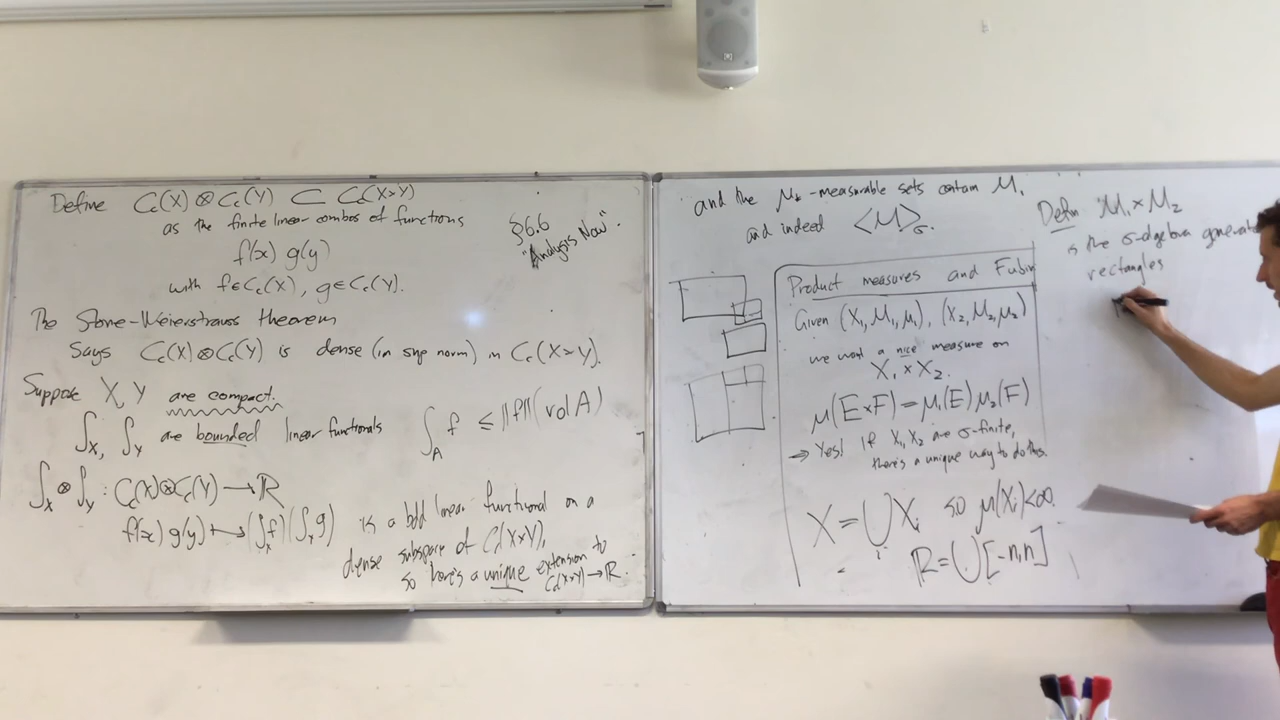 Define C_c(X) ⊗ C_c(Y) ⊂ C_c(X×Y)
as the finite linear combos of functions
f(x) g(y)
with f∈C_c(X), g∈C_c(Y).
§6.6
"Analysis Now".
The Stone-Weierstrass theorem
says C_c(X)⊗C_c(Y) is dense (in sup norm) in C_c(X×Y).
Suppose X, Y are compact.
∫_X, ∫_Y are bounded linear functionals
∫_A f ≤ ||f|| (vol A)
∫_X ⊗ ∫_Y : C_c(X)⊗C_c(Y) → ℝ
f(x) g(y) ↦ (∫_X f)(∫_Y g)
is a bdd linear functional on a
dense subspace of C_c(X×Y),
so there's a unique extension to
C_c(X×Y) → ℝ.
and the μ* -measurable sets contain M,
and indeed ⟨M⟩_σ.
Product measures and Fubin
Given (X₁, M₁, μ₁), (X₂, M₂, μ₂)
we want a nice measure on
X₁ × X₂.
μ(E×F) = μ₁(E) μ₂(F)
→ Yes! If X₁, X₂ are σ-finite,
there's a unique way to do this.
X = ⋃_i X_i so μ(X_i)<∞.
ℝ = ⋃ [-n,n]
Defn M₁ × M₂
is the σ-algebra generate
rectangles